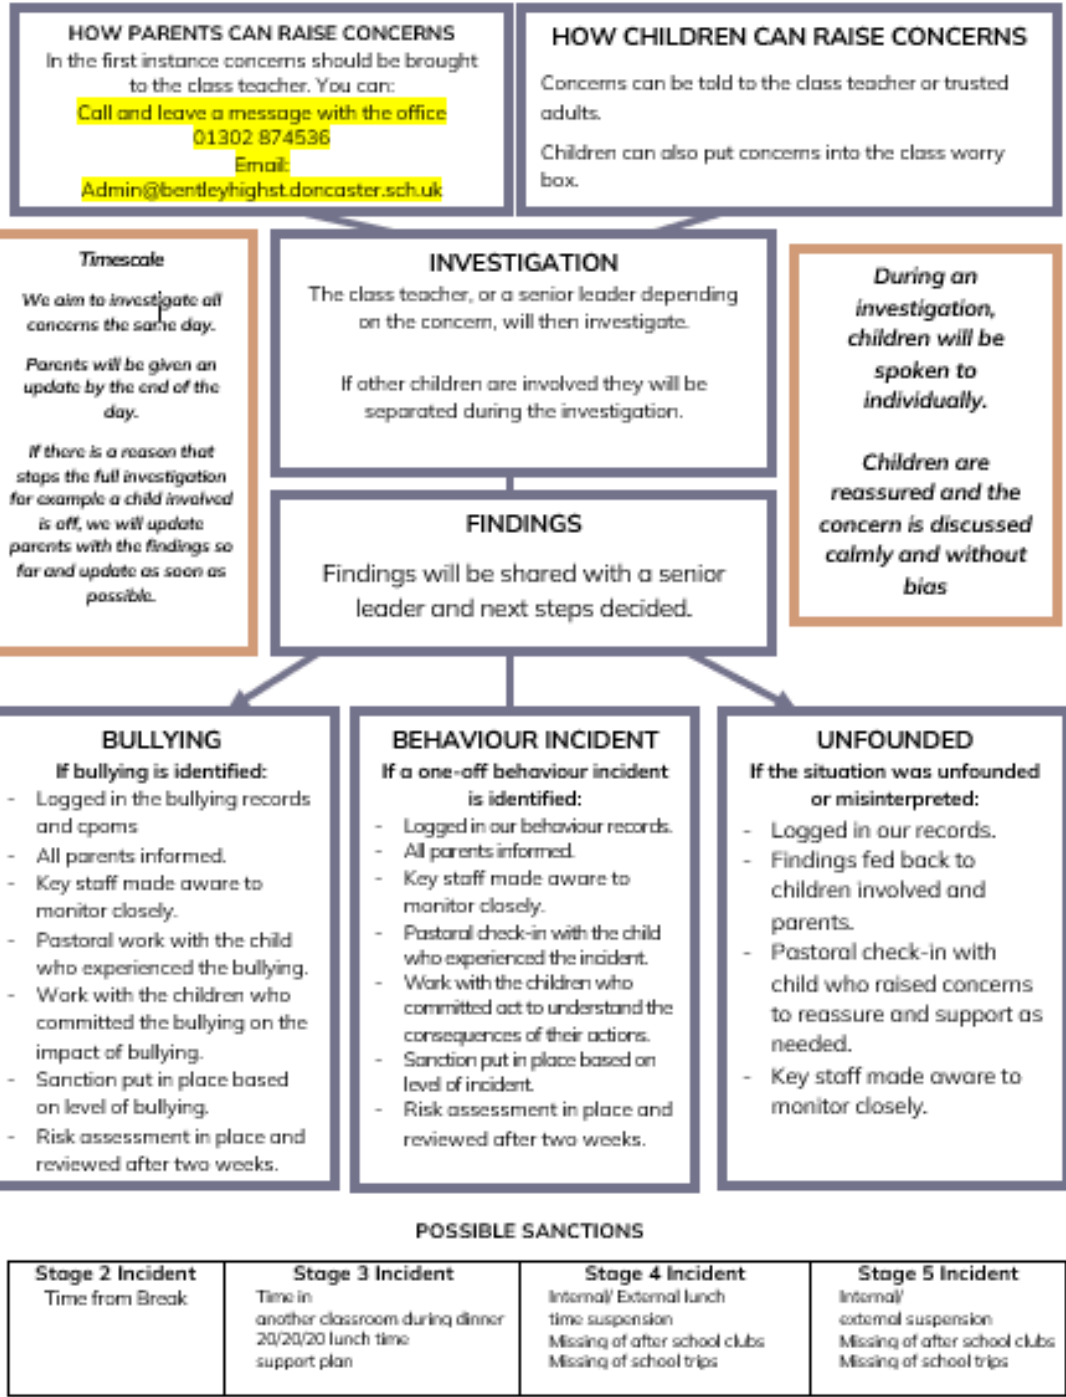 HOW PARENTS CAN RAISE CONCERNS
In the first instance concerns should be brought
to the class teacher. You can:
Call and leave a message with the office
01302 874536
Email:
Admin@bentleyhighst.doncaster.sch.uk
HOW CHILDREN CAN RAISE CONCERNS
Concerns can be told to the class teacher or trusted
adults.
Children can also put concerns into the class worry
box.
Timescale
We aim to investigate all
concerns the same day.
Parents will be given an
update by the end of the
day.
If there is a reason that
stops the full investigation
for example a child involved
is off, we will update
parents with the findings so
far and update as soon as
possible.
INVESTIGATION
The class teacher, or a senior leader depending
on the concern, will then investigate.
If other children are involved they will be
separated during the investigation.
During an
investigation,
children will be
spoken to
individually.
Children are
reassured and the
concern is discussed
calmly and without
bias
FINDINGS
Findings will be shared with a senior
leader and next steps decided.
BULLYING
If bullying is identified:
- Logged in the bullying records
and cpoms
- All parents informed.
- Key staff made aware to
monitor closely.
- Pastoral work with the child
who experienced the bullying.
- Work with the children who
committed the bullying on the
impact of bullying.
- Sanction put in place based
on level of bullying.
- Risk assessment in place and
reviewed after two weeks.
BEHAVIOUR INCIDENT
If a one-off behaviour incident
is identified:
- Logged in our behaviour records.
- All parents informed.
- Key staff made aware to
monitor closely.
- Pastoral check-in with the child
who experienced the incident.
- Work with the children who
committed act to understand the
consequences of their actions.
- Sanction put in place based on
level of incident.
- Risk assessment in place and
reviewed after two weeks.
UNFOUNDED
If the situation was unfounded
or misinterpreted:
- Logged in our records.
- Findings fed back to
children involved and
parents.
- Pastoral check-in with
child who raised concerns
to reassure and support as
needed.
- Key staff made aware to
monitor closely.
POSSIBLE SANCTIONS
Stage 2 Incident
Time from Break
Stage 3 Incident
Time in
another classroom during dinner
20/20/20 lunch time
support plan
Stage 4 Incident
Internal/ External lunch
time suspension
Missing of after school clubs
Missing of school trips
Stage 5 Incident
Internal/
external suspension
Missing of after school clubs
Missing of school trips